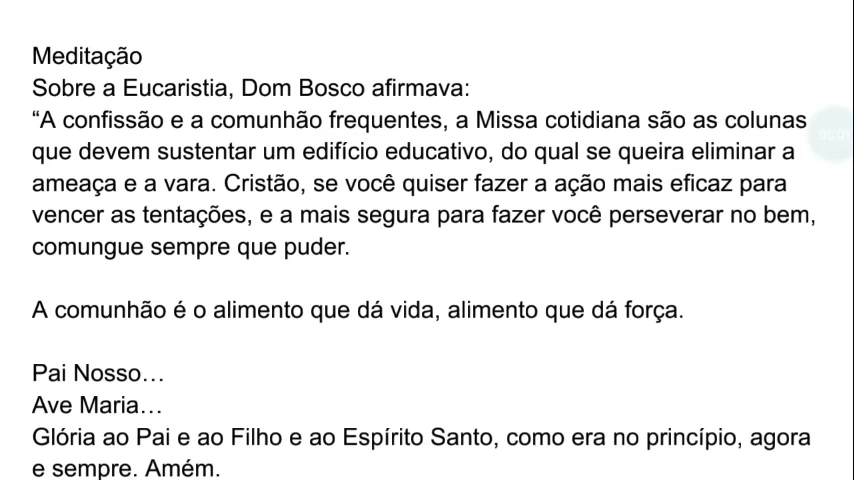 Meditação
Sobre a Eucaristia, Dom Bosco afirmava:
“A confissão e a comunhão frequentes, a Missa cotidiana são as colunas
que devem sustentar um edifício educativo, do qual se queira eliminar a
ameaça e a vara. Cristão, se você quiser fazer a ação mais eficaz para
vencer as tentações, e a mais segura para fazer você perseverar no bem,
comungue sempre que puder.
A comunhão é o alimento que dá vida, alimento que dá força.
Pai Nosso…
Ave Maria…
Glória ao Pai e ao Filho e ao Espírito Santo, como era no princípio, agora
e sempre. Amém.